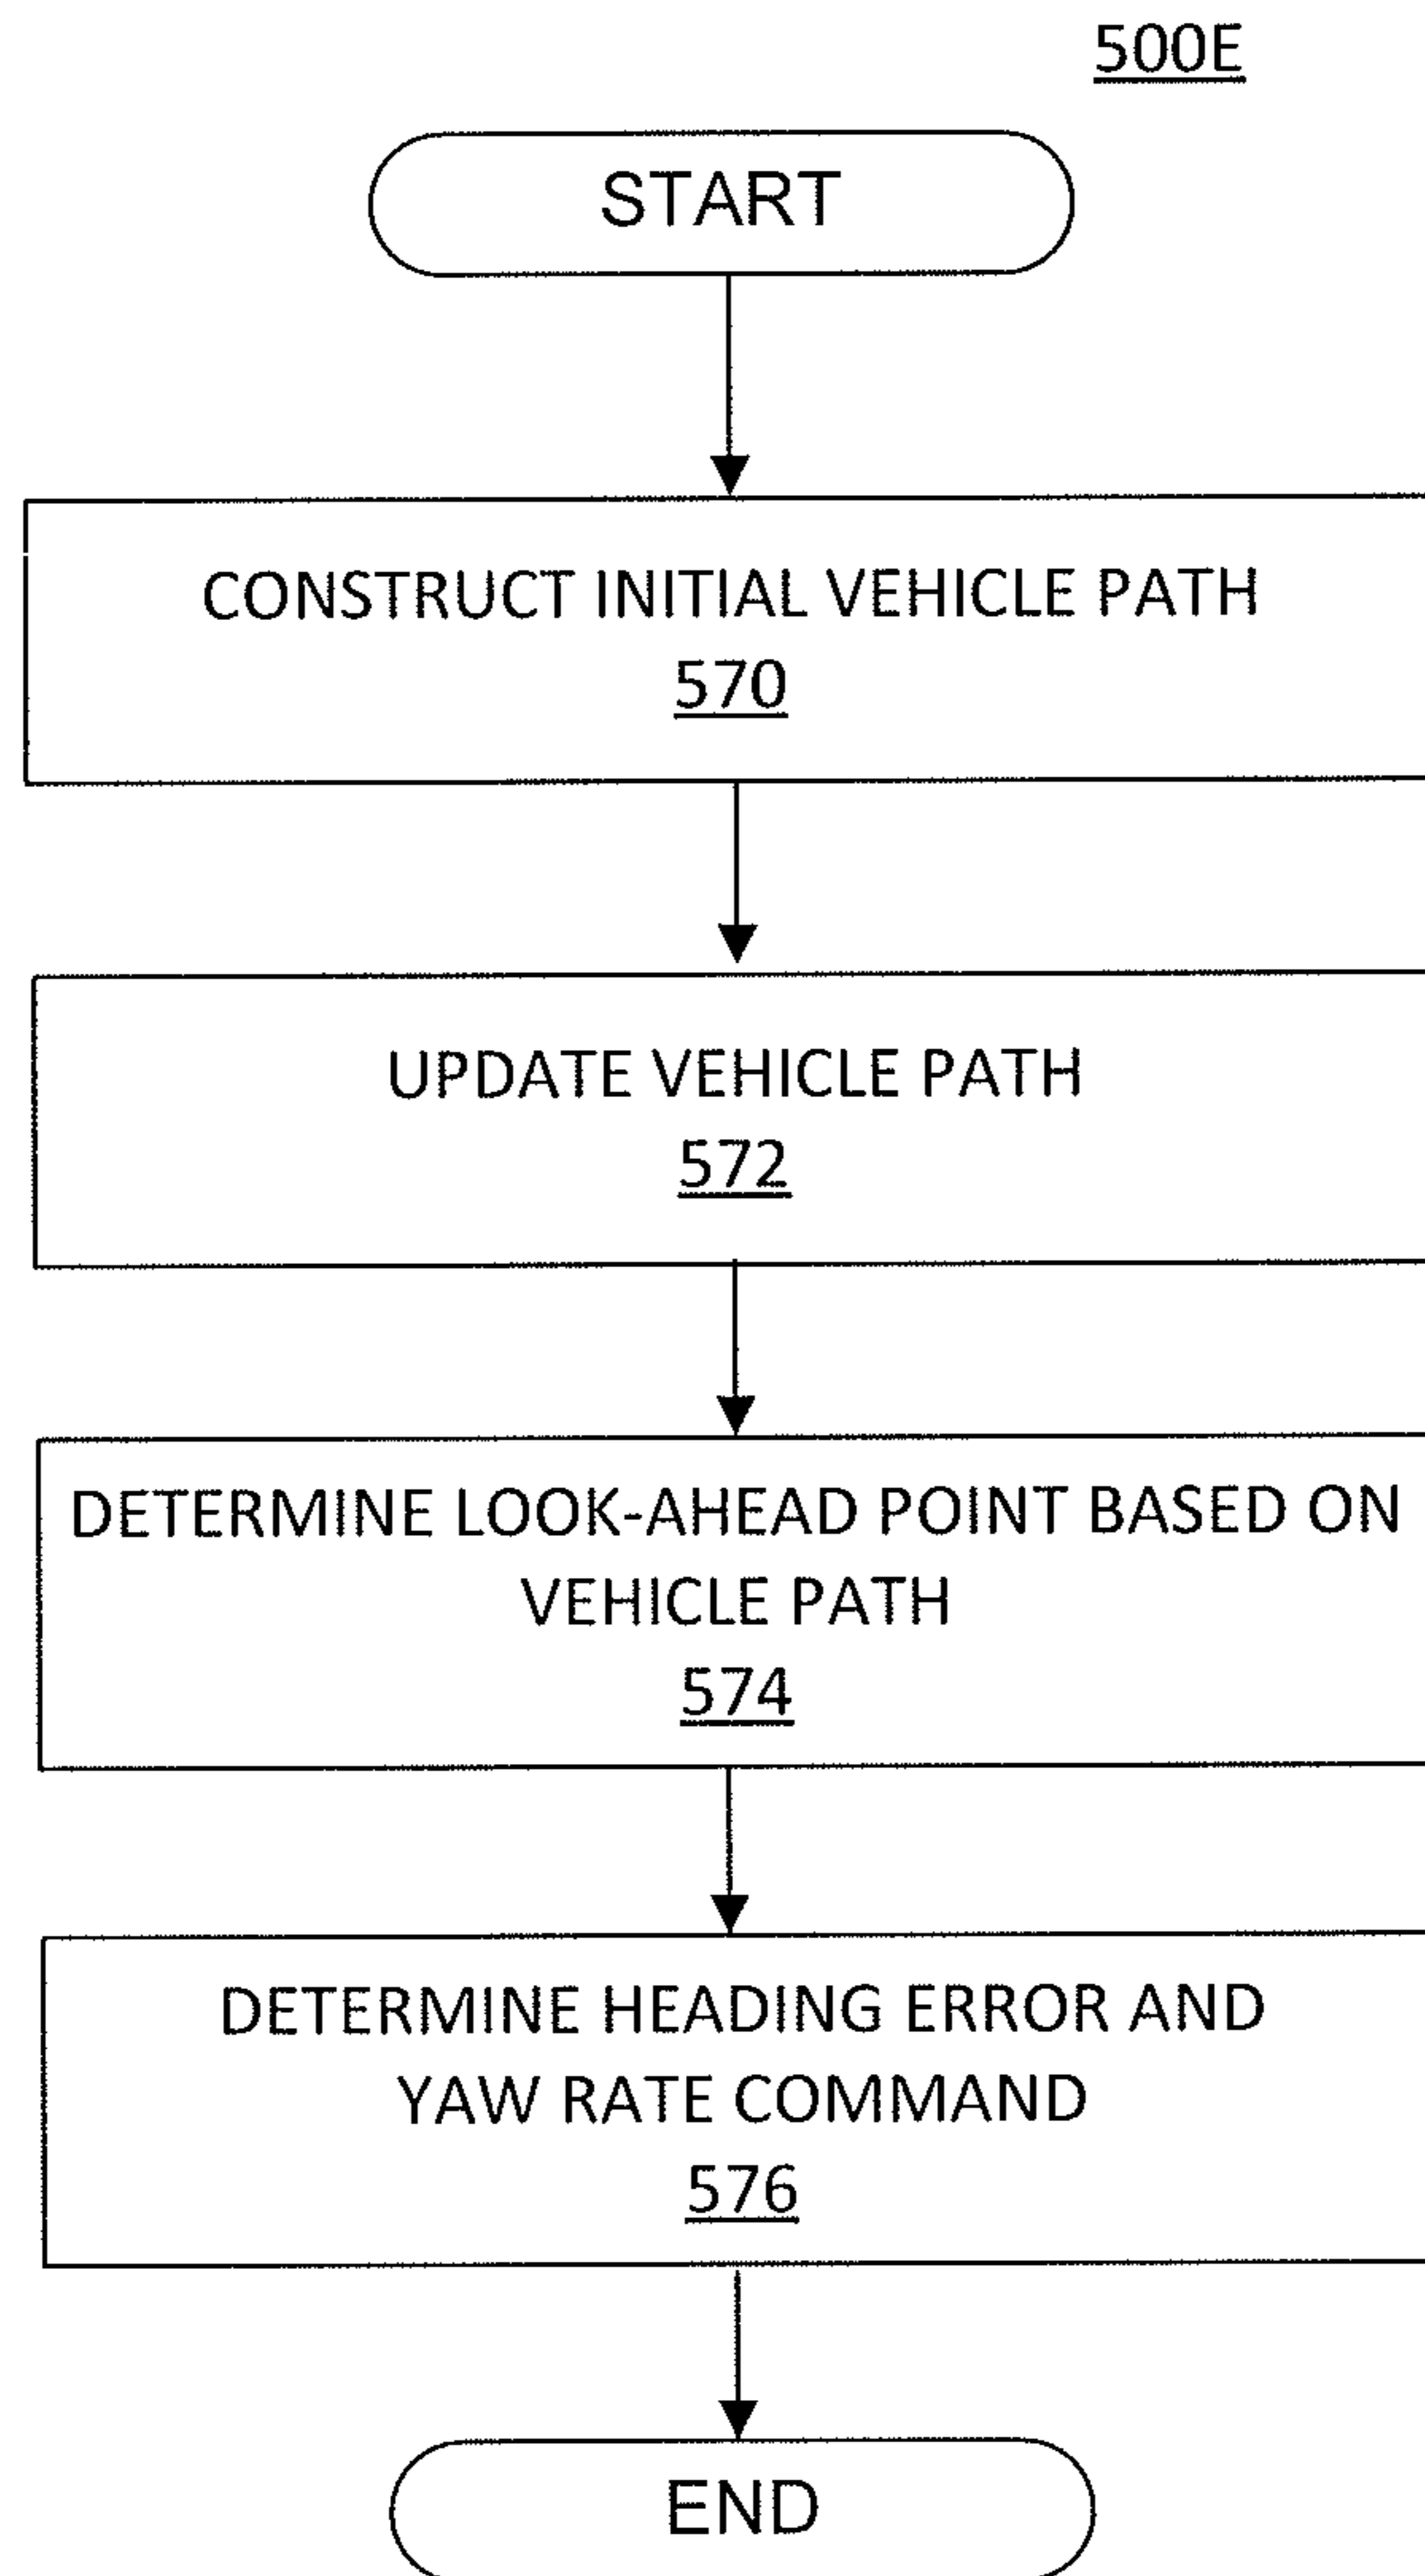 500E
START
CONSTRUCT INITIAL VEHICLE PATH
570
UPDATE VEHICLE PATH
572
DETERMINE LOOK-AHEAD POINT BASED ON
VEHICLE PATH
574
DETERMINE HEADING ERROR AND
YAW RATE COMMAND
576
END